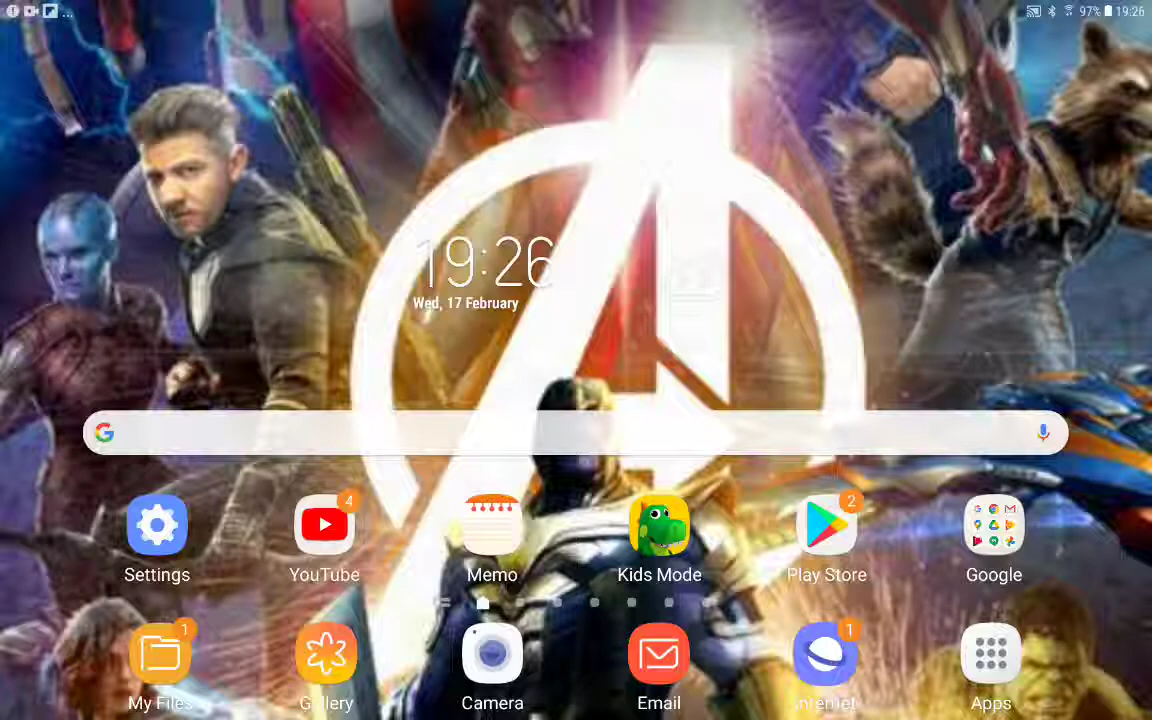 ... 97% 19:26
19:26
Wed, 17 February
4
2
Settings YouTube Memo Kids Mode Play Store Google
1
1
My Files Gallery Camera Email Internet Apps